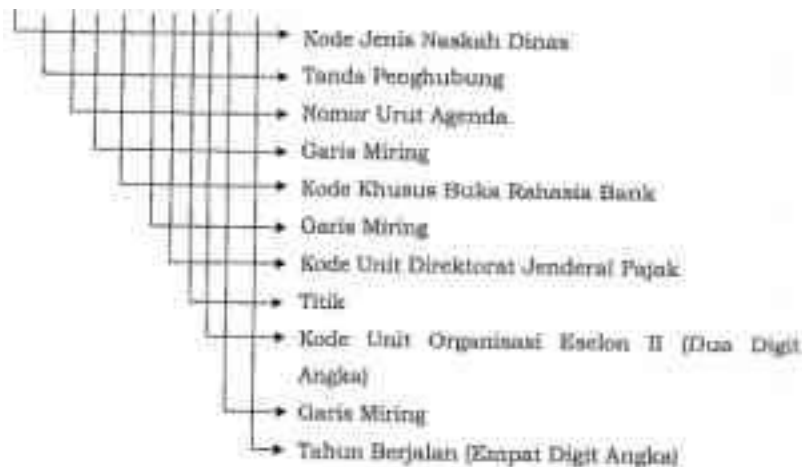 Kode Jenis Naskah Dinas
Tanda Penghubung
Nomor Urut Agenda
Garis Miring
Kode Khusus Buka Rahasia Bank
Garis Miring
Kode Unit Direktorat Jenderal Pajak
Titik
Kode Unit Organisasi Eselon II (Dua Digit
Angka)
Garis Miring
Tahun Berjalan (Empat Digit Angka)